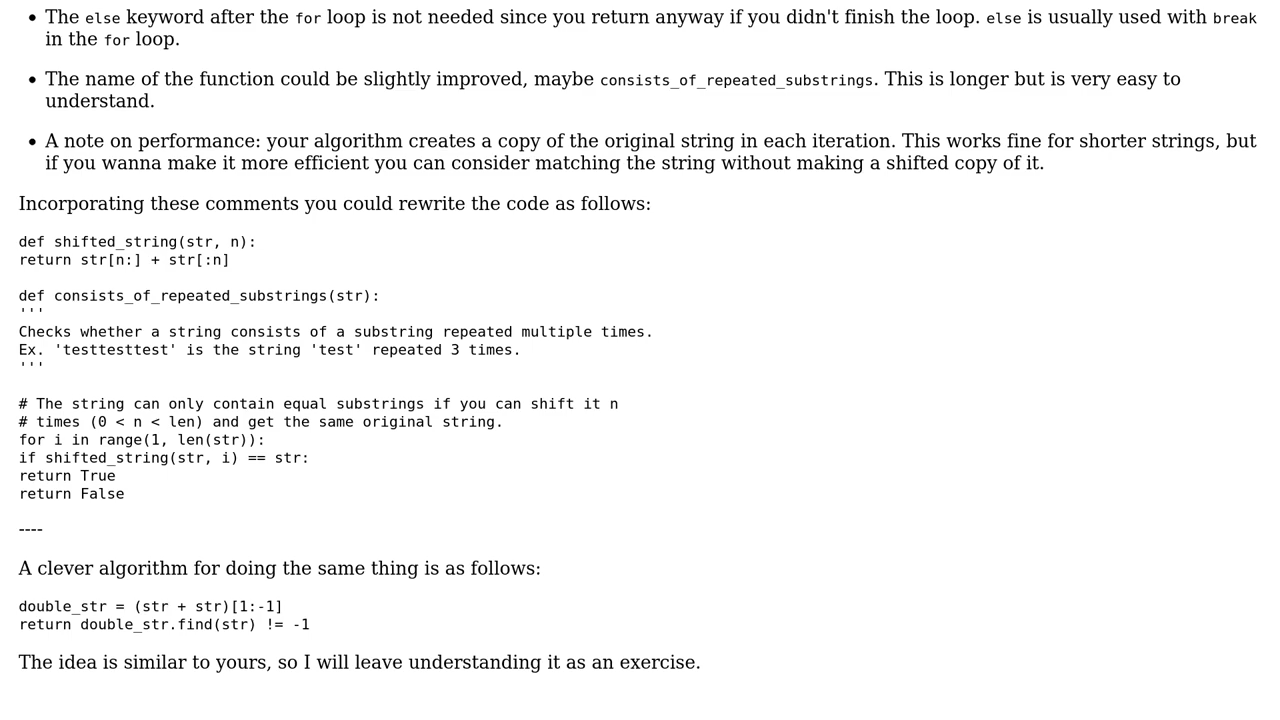 • The else keyword after the for loop is not needed since you return anyway if you didn't finish the loop. else is usually used with break
in the for loop.
• The name of the function could be slightly improved, maybe consists_of_repeated_substrings. This is longer but is very easy to
understand.
• A note on performance: your algorithm creates a copy of the original string in each iteration. This works fine for shorter strings, but
if you wanna make it more efficient you can consider matching the string without making a shifted copy of it.
Incorporating these comments you could rewrite the code as follows:
def shifted_string(str, n):
return str[n:] + str[:n]
def consists_of_repeated_substrings(str):
'''
Checks whether a string consists of a substring repeated multiple times.
Ex. 'testtesttest' is the string 'test' repeated 3 times.
'''
# The string can only contain equal substrings if you can shift it n
# times (0 < n < len) and get the same original string.
for i in range(1, len(str)):
if shifted_string(str, i) == str:
return True
return False
----
A clever algorithm for doing the same thing is as follows:
double_str = (str + str)[1:-1]
return double_str.find(str) != -1
The idea is similar to yours, so I will leave understanding it as an exercise.